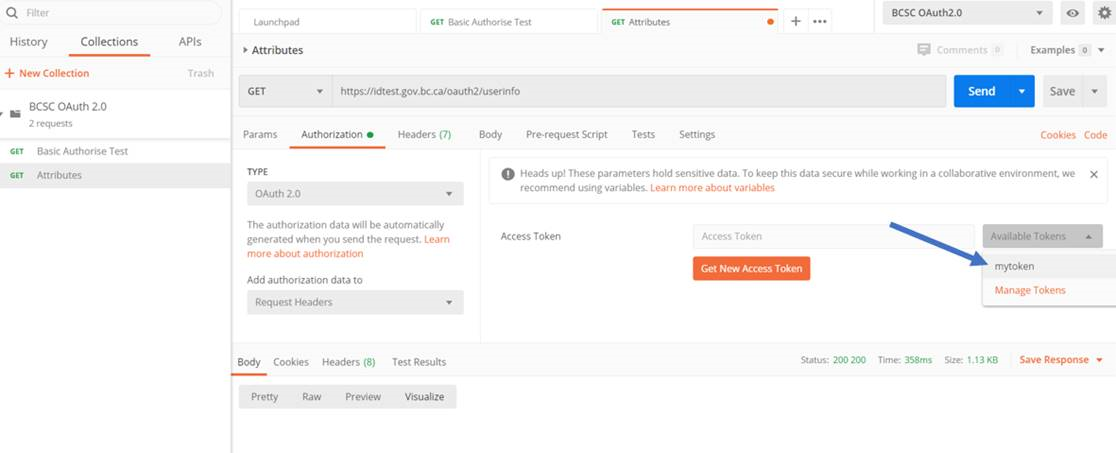 Filter
History Collections APIs
+ New Collection Trash
BCSC OAuth 2.0
2 requests
GET Basic Authorise Test
GET Attributes
Launchpad GET Basic Authorise Test GET Attributes + ••• BCSC OAuth2.0
Attributes Comments 0 Examples 0
GET https://idtest.gov.bc.ca/oauth2/userinfo Send Save
Params Authorization Headers (7) Body Pre-request Script Tests Settings Cookies Code
TYPE
OAuth 2.0
The authorization data will be automatically
generated when you send the request. Learn
more about authorization
Add authorization data to
Request Headers
Heads up! These parameters hold sensitive data. To keep this data secure while working in a collaborative environment, we
recommend using variables. Learn more about variables
Access Token Access Token Available Tokens
Get New Access Token
mytoken
Manage Tokens
Body Cookies Headers (8) Test Results Status: 200 200 Time: 358ms Size: 1.13 KB Save Response
Pretty Raw Preview Visualize